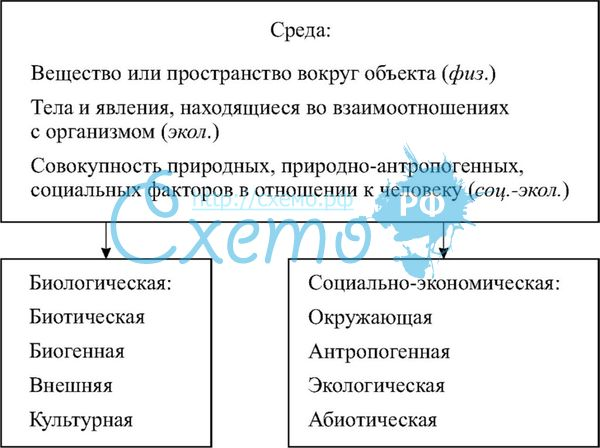 Среда:
Вещество или пространство вокруг объекта (физ.)
Тела и явления, находящиеся во взаимоотношениях
с организмом (экол.)
Совокупность природных, природно-антропогенных,
социальных факторов в отношении к человеку (соц.-экол.)
http://схемо.рф
Схемо РФ
Биологическая:
Биотическая
Биогенная
Внешняя
Культурная
Социально-экономическая:
Окружающая
Антропогенная
Экологическая
Абиотическая